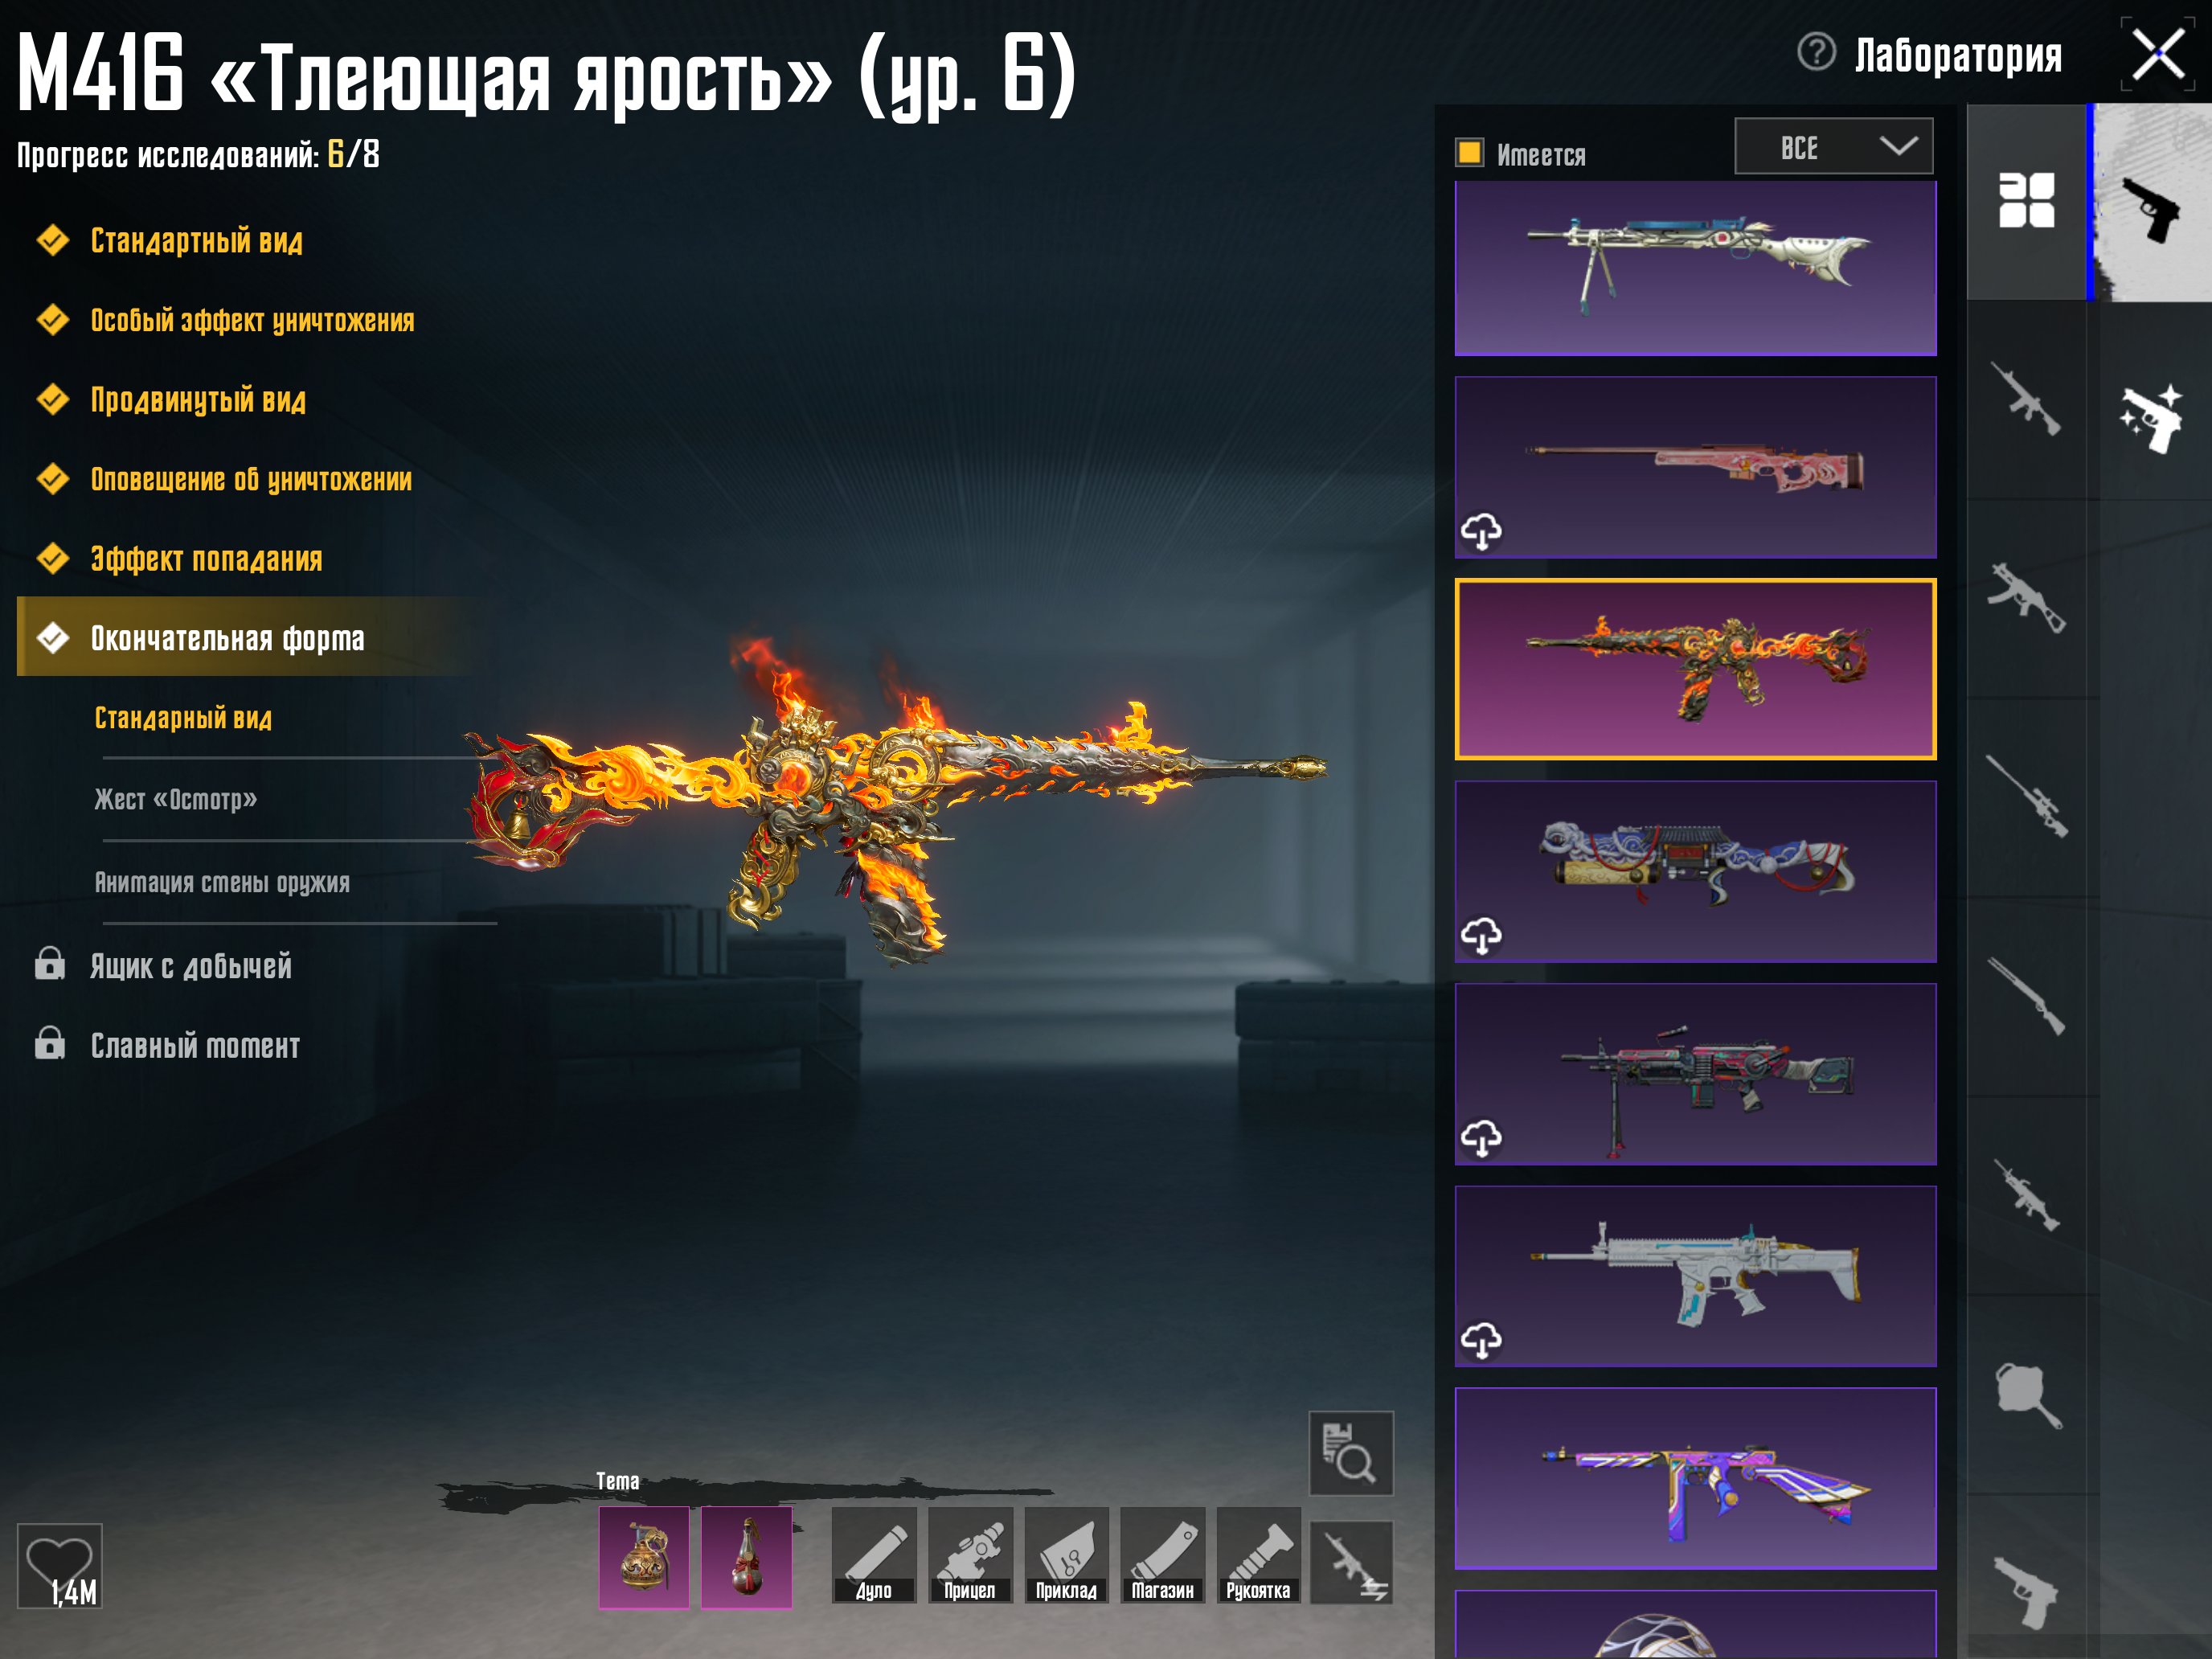 М416 «Тлеющая ярость» (ур. 6)
Прогресс исследований: 6/8
Стандартный вид
Особый эффект уничтожения
Продвинутый вид
Оповещение об уничтожении
Эффект попадания
Окончательная форма
Стандарный вид
Жест «Осмотр»
Анимация смены оружия
Ящик с добычей
Славный момент
1,4M
Тема
Дуло
Прицел
Приклад
Магазин
Рукоятка
? Лаборатория
Имеется
ВСЕ